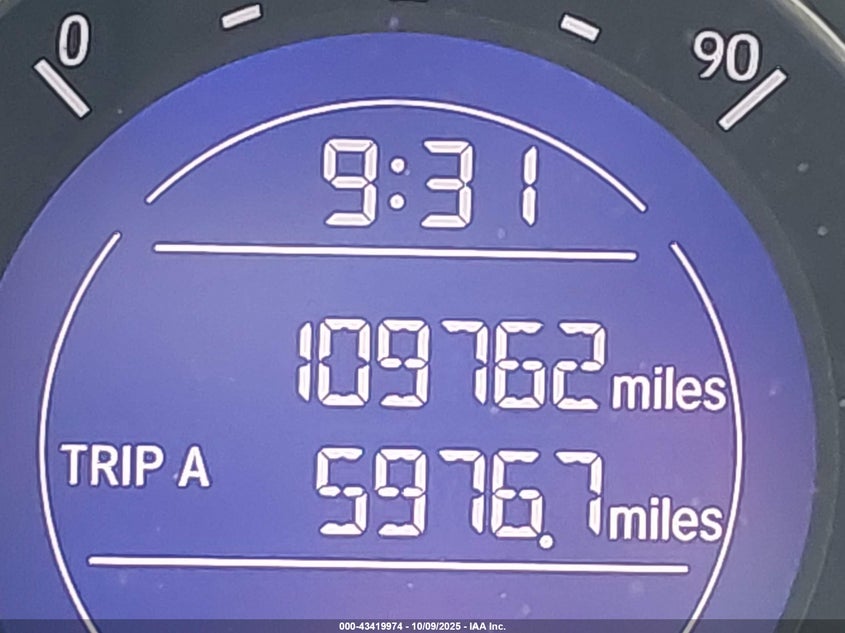 0
90
9:31
109762 miles
TRIP A 5976.7 miles
000-43419974 - 10/09/2025 - IAA Inc.